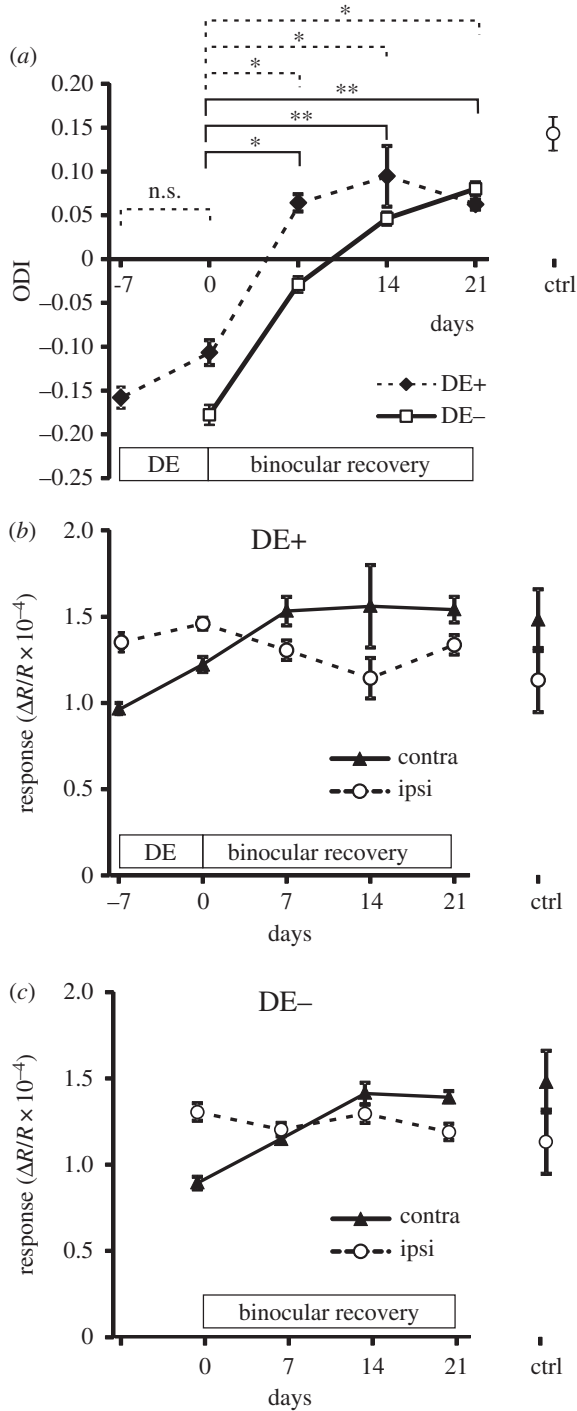 (a)
*
*
*
**
**
*
n.s.
0.20
0.15
0.10
0.05
0
−0.05
−0.10
−0.15
−0.20
−0.25
ODI
-7 0 7 14 21 ctrl
days
DE+
DE–
DE binocular recovery
(b)
DE+
2.0
1.5
1.0
0.5
0
response (ΔR/R × 10⁻⁴)
contra
ipsi
DE binocular recovery
–7 0 7 14 21 ctrl
days
(c)
DE–
2.0
1.5
1.0
0.5
0
response (ΔR/R × 10⁻⁴)
contra
ipsi
binocular recovery
0 7 14 21 ctrl
days